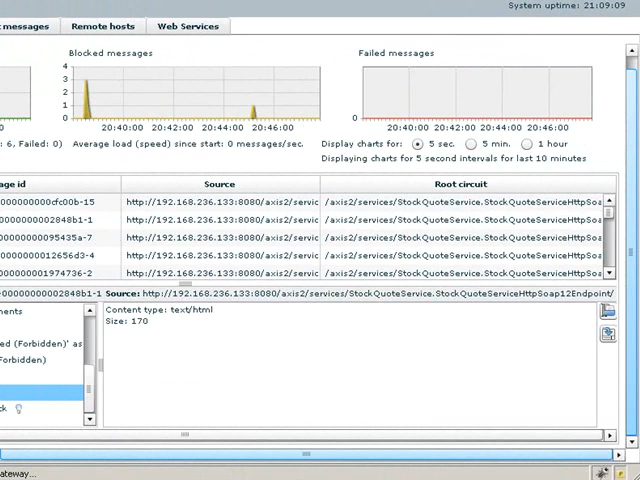 System uptime: 21:09:09
messages
Remote hosts
Web Services
Blocked messages
Failed messages
4
3
2
1
0
20:40:00 20:42:00 20:44:00 20:46:00
0
20:40:00 20:42:00 20:44:00 20:46:00
: 6, Failed: 0)
Average load (speed) since start: 0 messages/sec.
Display charts for: 5 sec. 5 min. 1 hour
Displaying charts for 5 second intervals for last 10 minutes
age id
Source
Root circuit
000000000cfc00b-15 http://192.168.236.133:8080/axis2/servic /axis2/services/StockQuoteService.StockQuoteServiceHttpSoa
00000000002848b1-1 http://192.168.236.133:8080/axis2/servic /axis2/services/StockQuoteService.StockQuoteServiceHttpSoa
00000000095435a-7 http://192.168.236.133:8080/axis2/servic /axis2/services/StockQuoteService.StockQuoteServiceHttpSoa
0000000012656d3-4 http://192.168.236.133:8080/axis2/servic /axis2/services/StockQuoteService.StockQuoteServiceHttpSoa
0000000001974736-2 http://192.168.236.133:8080/axis2/servic /axis2/services/StockQuoteService.StockQuoteServiceHttpSoa
-00000000002848b1-1 Source: http://192.168.236.133:8080/axis2/services/StockQuoteService.StockQuoteServiceHttpSoap12Endpoint/
ments
ed (Forbidden)' as
Forbidden)
ck
Content type: text/html
Size: 170
ateway...